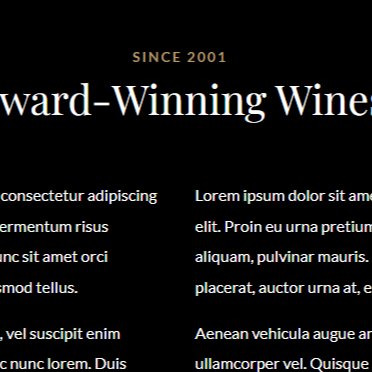 SINCE 2001
ward-Winning Wines
consectetur adipiscing
ermentum risus
unc sit amet orci
smod tellus.
, vel suscipit enim
c nunc lorem. Duis
Lorem ipsum dolor sit ame
elit. Proin eu urna pretium
aliquam, pulvinar mauris.
placerat, auctor urna at, e
Aenean vehicula augue an
ullamcorper vel. Quisque